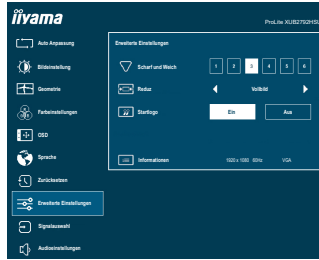 iiyama
ProLite XUB2792HSU
Auto Anpassung
Erweiterte Einstellungen
Bildeinstellung
Scharf und Weich
1 2 3 4 5 6
Geometrie
Reduz
Vollbild
Farbeinstellungen
Startlogo
Ein
Aus
OSD
Sprache
Informationen
1920 x 1080 60Hz
VGA
Zurücksetzen
Erweiterte Einstellungen
Signalauswahl
Audioeinstellungen